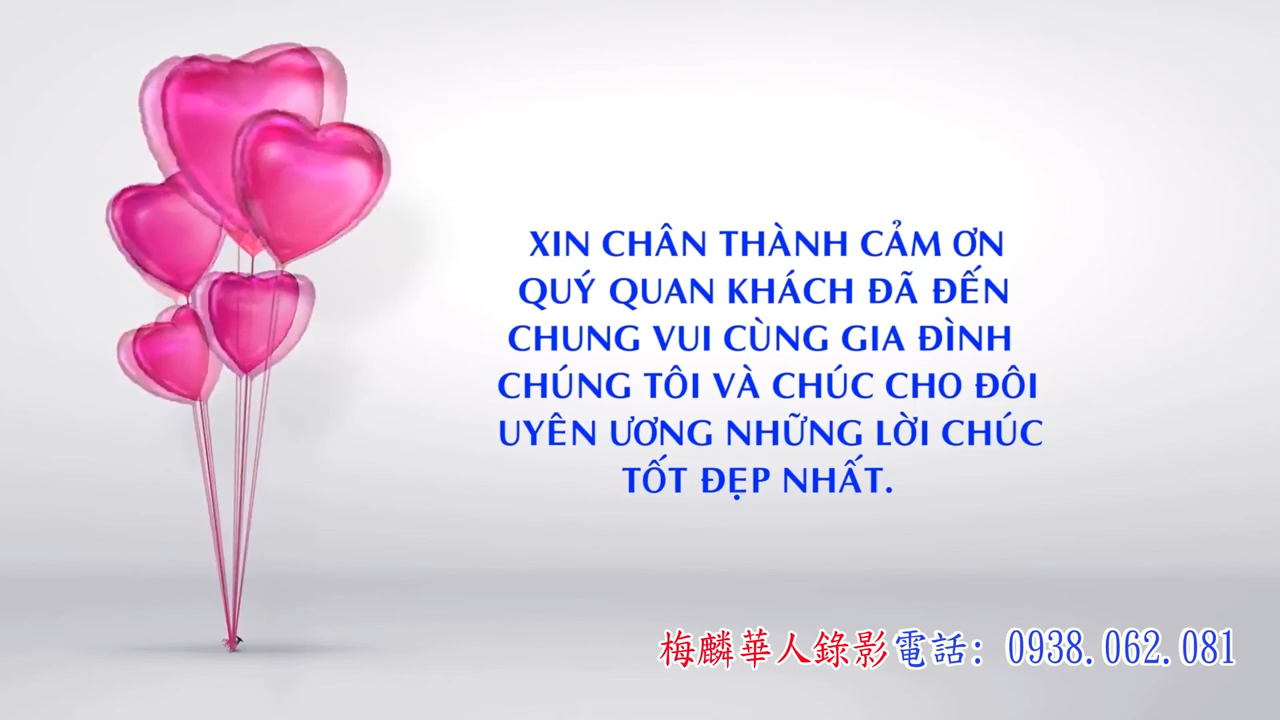 XIN CHÂN THÀNH CẢM ƠN
QUÝ QUAN KHÁCH ĐÃ ĐẾN
CHUNG VUI CÙNG GIA ĐÌNH
CHÚNG TÔI VÀ CHÚC CHO ĐÔI
UYÊN ƯƠNG NHỮNG LỜI CHÚC
TỐT ĐẸP NHẤT.
梅麟華人錄影電話: 0938.062.081